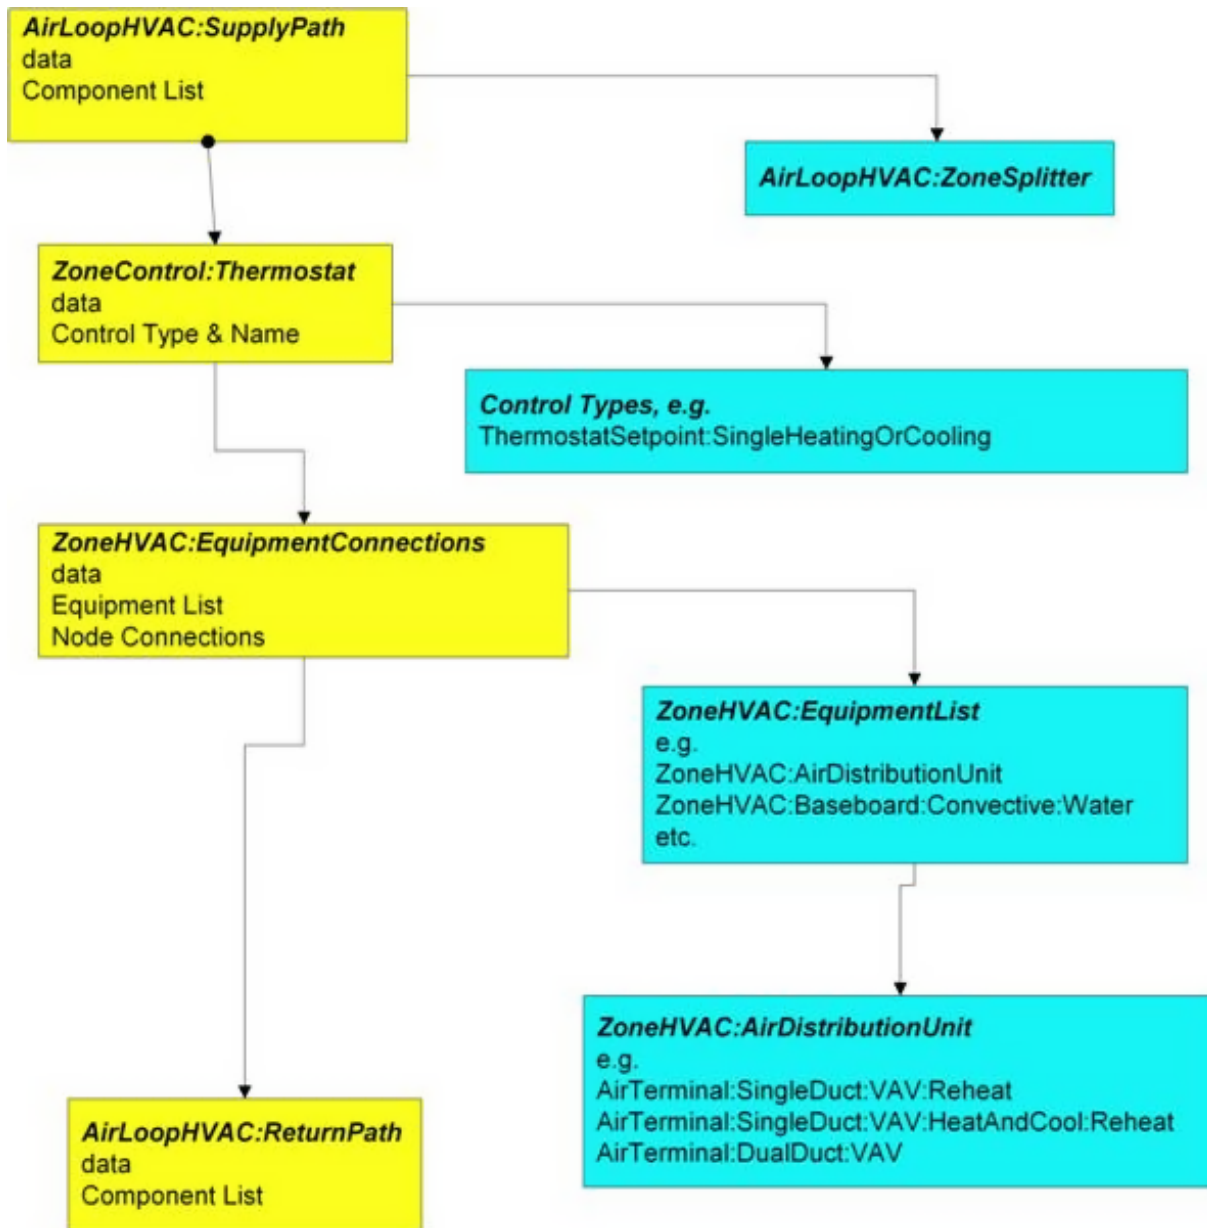 AirLoopHVAC:SupplyPath
data
Component List
AirLoopHVAC:ZoneSplitter
ZoneControl:Thermostat
data
Control Type & Name
Control Types, e.g.
ThermostatSetpoint:SingleHeatingOrCooling
ZoneHVAC:EquipmentConnections
data
Equipment List
Node Connections
ZoneHVAC:EquipmentList
e.g.
ZoneHVAC:AirDistributionUnit
ZoneHVAC:Baseboard:Convective:Water
etc.
ZoneHVAC:AirDistributionUnit
e.g.
AirTerminal:SingleDuct:VAV:Reheat
AirTerminal:SingleDuct:VAV:HeatAndCool:Reheat
AirTerminal:DualDuct:VAV
AirLoopHVAC:ReturnPath
data
Component List